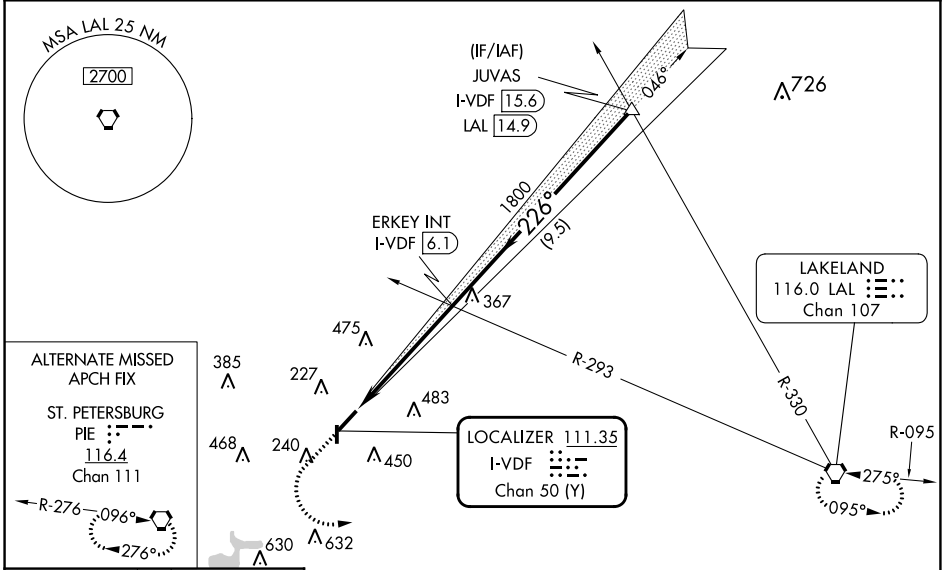 MSA LAL 25 NM
2700
(IF/IAF)
JUVAS
I-VDF 15.6
LAL 14.9
046°
726
1800
226°
(9.5)
ERKEY INT
I-VDF 6.1
367
LAKELAND
116.0 LAL
Chan 107
475
R-293
R-330
ALTERNATE MISSED
APCH FIX
ST. PETERSBURG
PIE
116.4
Chan 111
R-276
096°
276°
385
227
483
468
240
450
LOCALIZER 111.35
I-VDF
Chan 50 (Y)
R-095
275°
095°
632
630